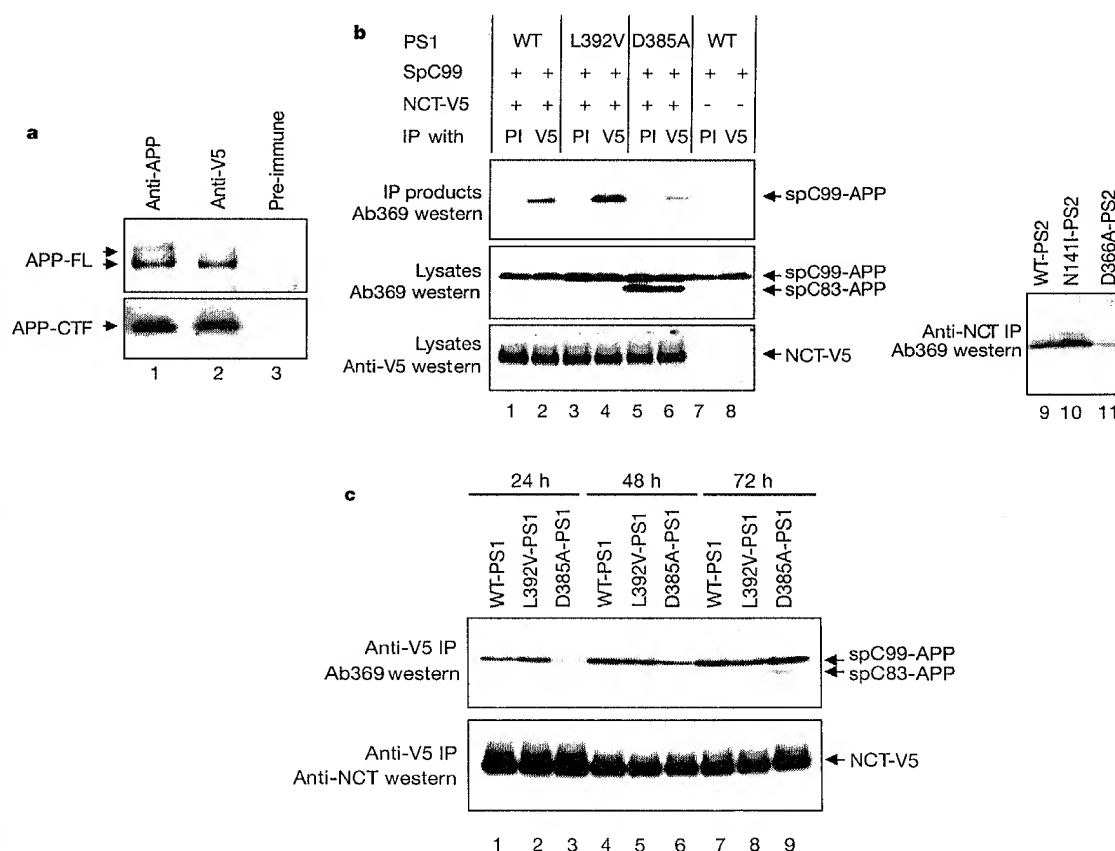 a
Anti-APP
Anti-V5
Pre-immune
APP-FL
APP-CTF
1 2 3
b
PS1 WT L392V D385A WT
SpC99 + + + + + + + +
NCT-V5 + + + + + + - -
IP with PI V5 PI V5 PI V5 PI V5
IP products
Ab369 western
spC99-APP
Lysates
Ab369 western
spC99-APP
spC83-APP
Lysates
Anti-V5 western
NCT-V5
1 2 3 4 5 6 7 8
WT-PS2
N141I-PS2
D366A-PS2
Anti-NCT IP
Ab369 western
9 10 11
c
24 h 48 h 72 h
WT-PS1
L392V-PS1
D385A-PS1
WT-PS1
L392V-PS1
D385A-PS1
WT-PS1
L392V-PS1
D385A-PS1
Anti-V5 IP
Ab369 western
spC99-APP
spC83-APP
Anti-V5 IP
Anti-NCT western
NCT-V5
1 2 3 4 5 6 7 8 9